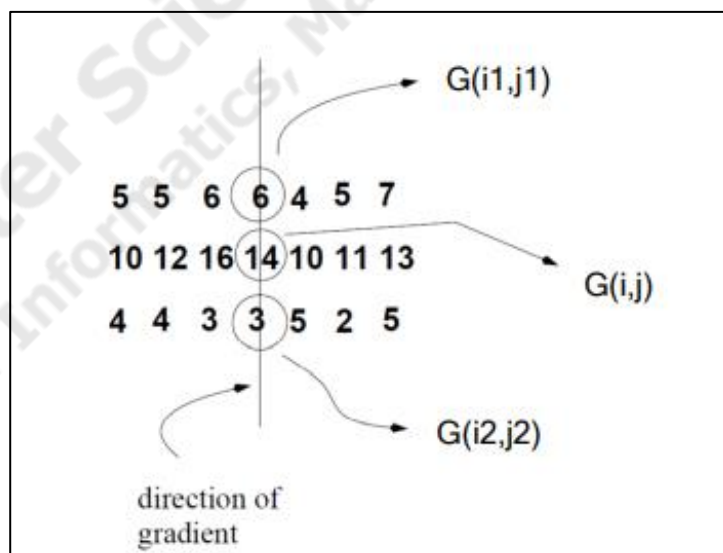 G(i1,j1)
5 5 6 6 4 5 7
10 12 16 14 10 11 13
G(i,j)
4 4 3 3 5 2 5
G(i2,j2)
direction of
gradient
Informatics,